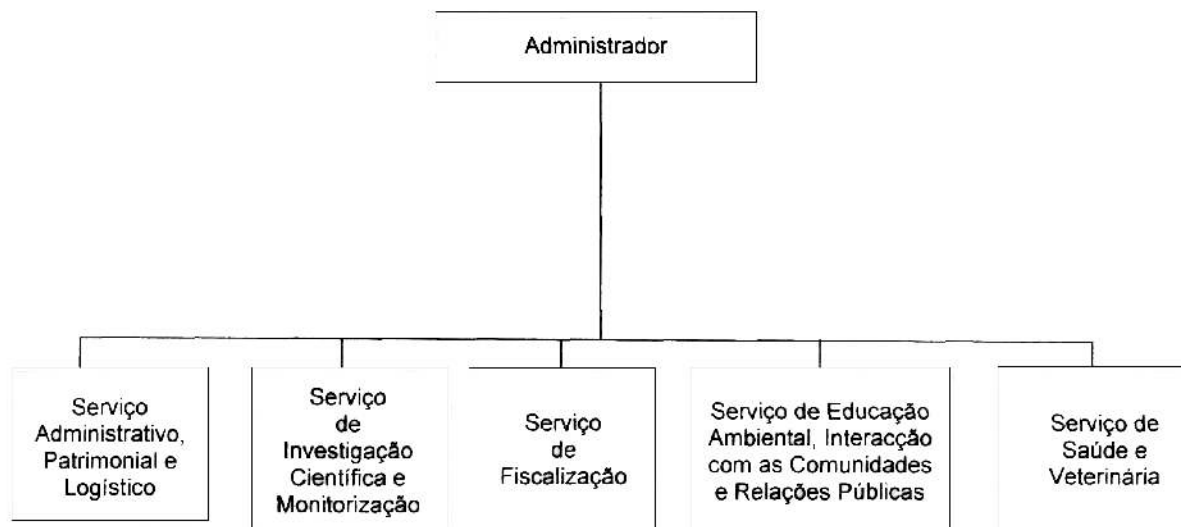 Administrador
Serviço
Administrativo,
Patrimonial e
Logístico
Serviço
de
Investigação
Científica e
Monitorização
Serviço
de
Fiscalização
Serviço de Educação
Ambiental, Interacção
com as Comunidades
e Relações Públicas
Serviço de
Saúde e
Veterinária